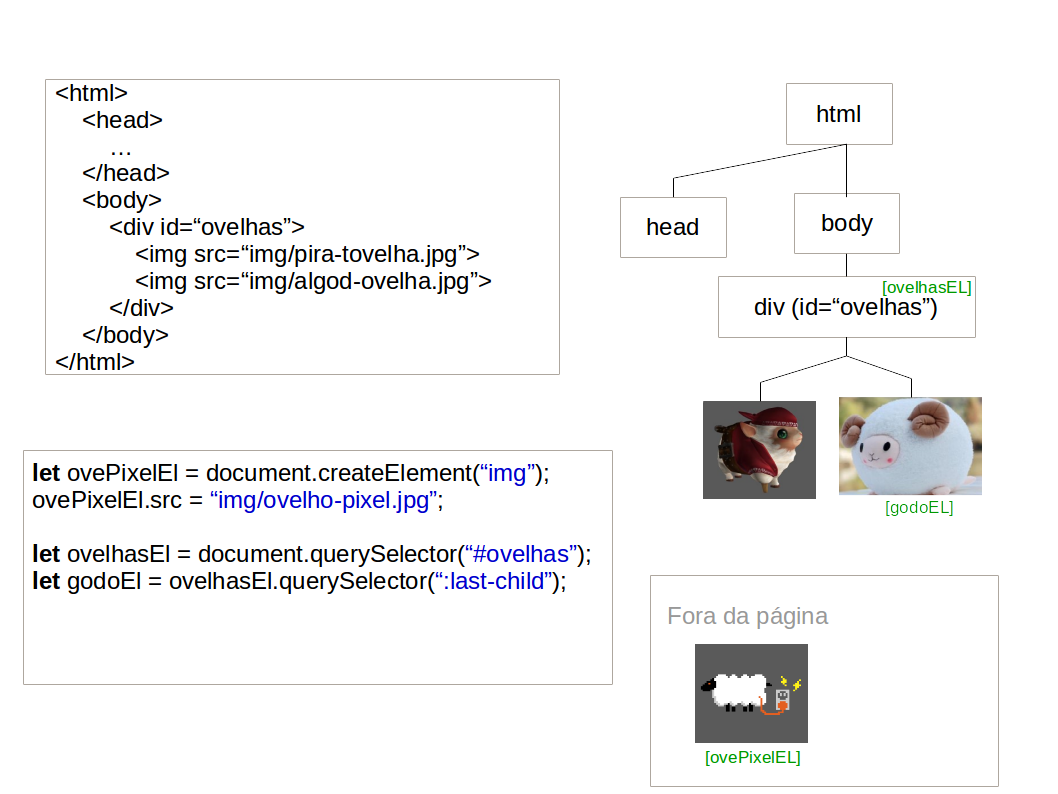 <html>
<head>
…
</head>
<body>
<div id=“ovelhas”>
<img src=“img/pira-tovelha.jpg”>
<img src=“img/algod-ovelha.jpg”>
</div>
</body>
</html>
let ovePixelEl = document.createElement(“img”);
ovePixelEl.src = “img/ovelho-pixel.jpg”;
let ovelhasEl = document.querySelector(“#ovelhas”);
let godoEl = ovelhasEl.querySelector(“:last-child”);
html
head
body
[ovelhasEL]
div (id=“ovelhas”)
[godoEL]
Fora da página
[ovePixelEL]